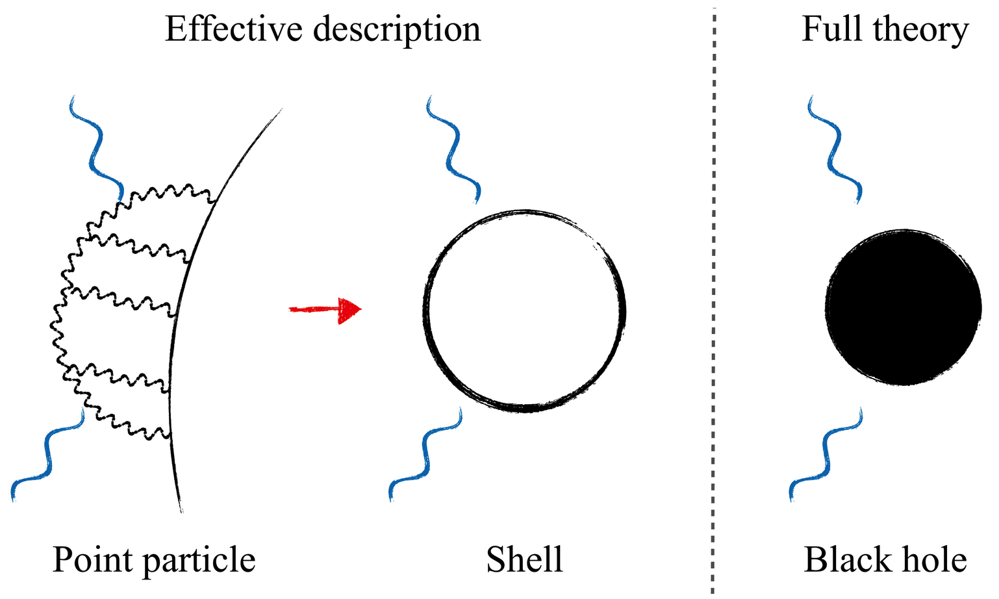 Effective description
Full theory
Point particle
Shell
Black hole